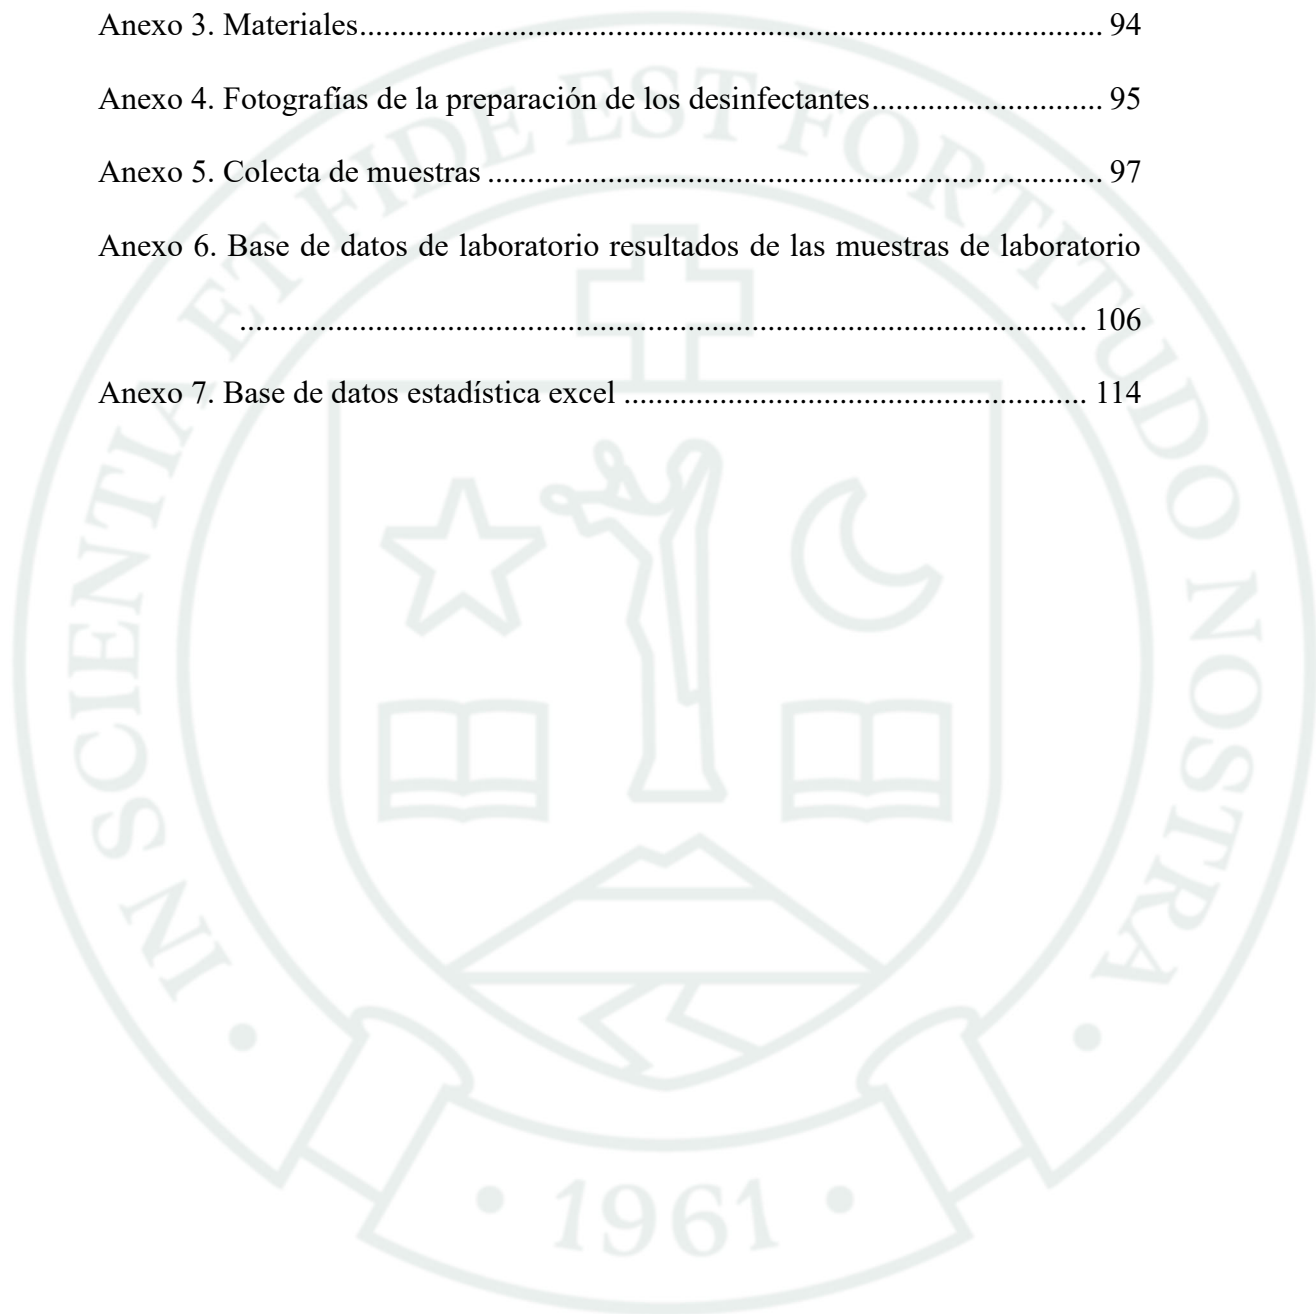 Anexo 3. Materiales............................................................................................ 94
Anexo 4. Fotografías de la preparación de los desinfectantes............................ 95
Anexo 5. Colecta de muestras ............................................................................ 97
Anexo 6. Base de datos de laboratorio resultados de las muestras de laboratorio
......................................................................................................... 106
Anexo 7. Base de datos estadística excel ......................................................... 114
IN SCIENTIA ET FIDE EST FORTITUDO NOSTRA
• 1961 •